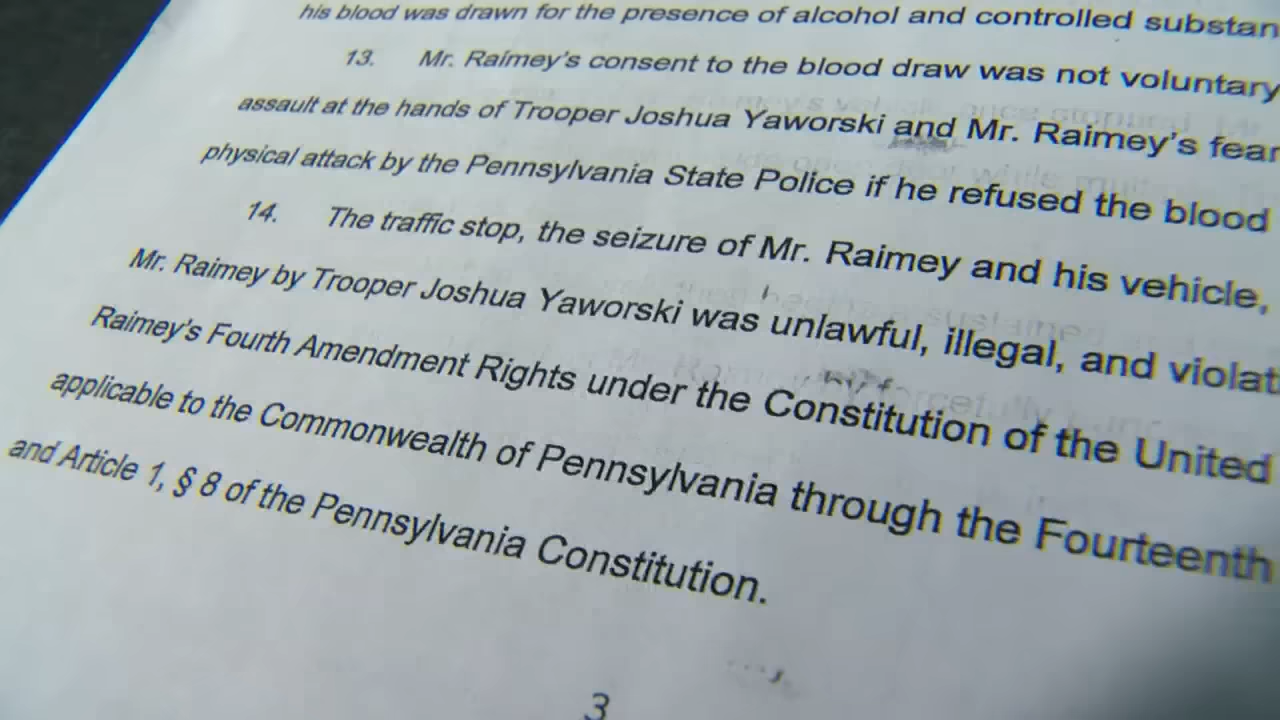 his blood was drawn for the presence of alcohol and controlled substan
13. Mr. Raimey's consent to the blood draw was not voluntary
assault at the hands of Trooper Joshua Yaworski and Mr. Raimey's fear
physical attack by the Pennsylvania State Police if he refused the blood
14. The traffic stop, the seizure of Mr. Raimey and his vehicle,
Mr. Raimey by Trooper Joshua Yaworski was unlawful, illegal, and violat
Raimey's Fourth Amendment Rights under the Constitution of the United
applicable to the Commonwealth of Pennsylvania through the Fourteenth
and Article 1, § 8 of the Pennsylvania Constitution.
3